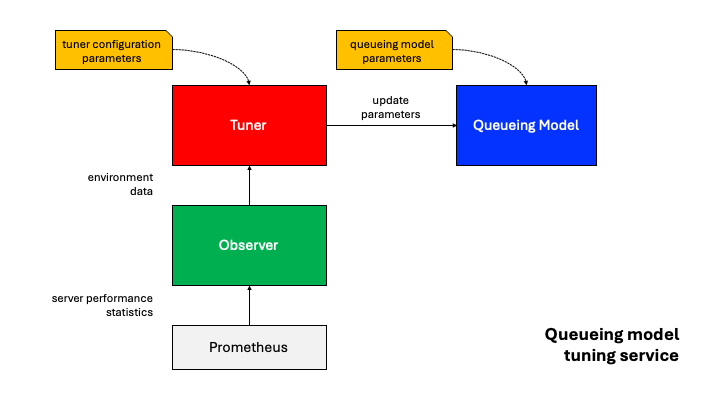 tuner configuration
parameters
queueing model
parameters
Tuner
update
parameters
Queueing Model
environment
data
Observer
server performance
statistics
Prometheus
Queueing model
tuning service